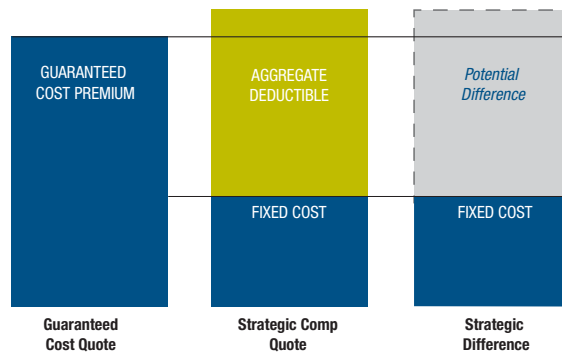 GUARANTEED
COST PREMIUM
AGGREGATE
DEDUCTIBLE
Potential
Difference
FIXED COST
FIXED COST
Guaranteed
Cost Quote
Strategic Comp
Quote
Strategic
Difference